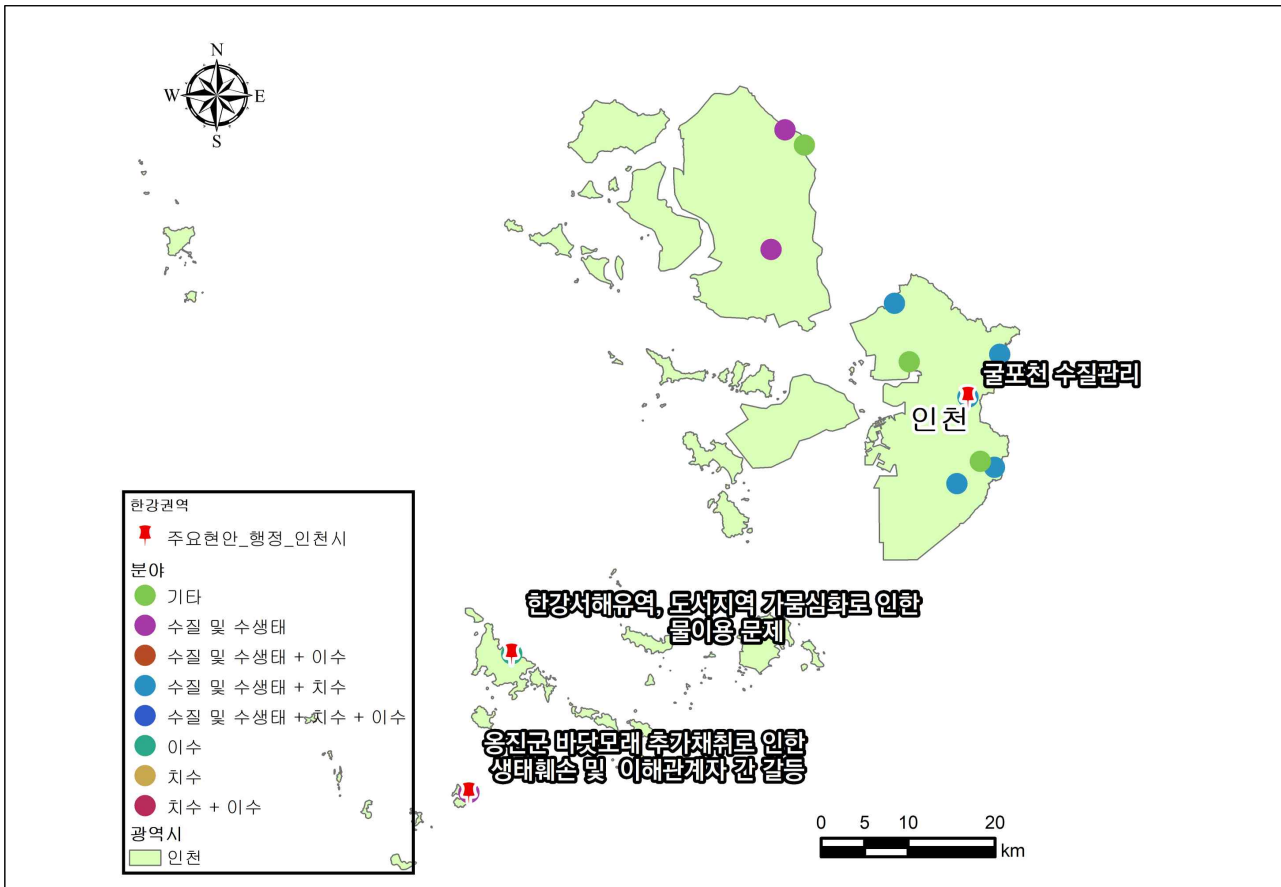 N
W E
S
굴포천 수질관리
인천
한강서해유역, 도서지역 가뭄심화로 인한
물이용 문제
옹진군 바닷모래 추가채취로 인한
생태훼손 및 이해관계자 간 갈등
한강권역
주요현안_행정_인천시
분야
기타
수질 및 수생태
수질 및 수생태 + 이수
수질 및 수생태 + 치수
수질 및 수생태 + 치수 + 이수
이수
치수
치수 + 이수
광역시
인천
0 5 10 20
km